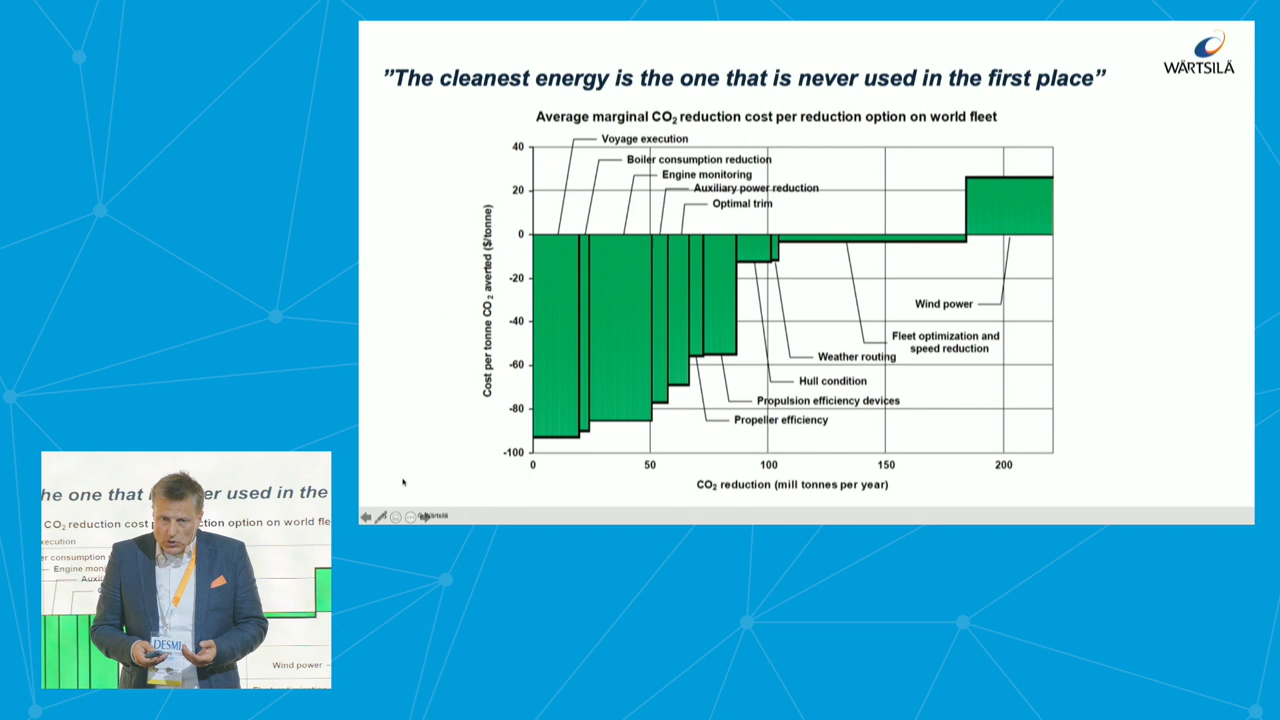 "The cleanest energy is the one that is never used in the first place"
WÄRTSILÄ
Average marginal CO₂ reduction cost per reduction option on world fleet
Voyage execution
Boiler consumption reduction
Engine monitoring
Auxiliary power reduction
Optimal trim
Cost per tonne CO₂ averted ($/tonne)
40
20
0
-20
-40
-60
-80
-100
Wind power
Fleet optimization and
speed reduction
Weather routing
Hull condition
Propulsion efficiency devices
Propeller efficiency
0 50 100 150 200
CO₂ reduction (mill tonnes per year)
he one that er used in the
CO₂ reduction cost ction option on world fle
xecution
er consumption
Engine mon
Auxil
DESMI
Wind power